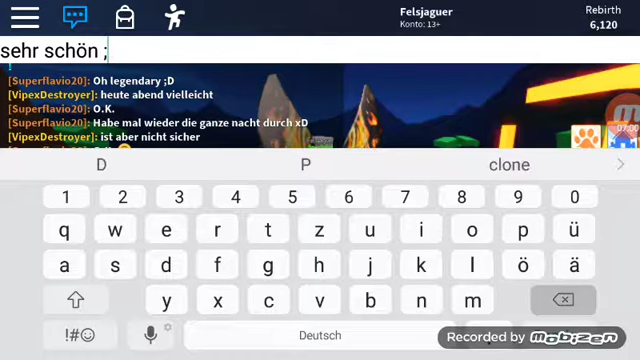 Felsjaguer
Konto: 13+
Rebirth
6,120
sehr schön ;
!
[Superflavio20]: Oh legendary ;D
[VipexDestroyer]: heute abend vielleicht
[Superflavio20]: O.K.
[Superflavio20]: Habe mal wieder die ganze nacht durch xD
[VipexDestroyer]: ist aber nicht sicher
07:00
D P clone
1 2 3 4 5 6 7 8 9 0
q w e r t z u i o p ü
a s d f g h j k l ö ä
y x c v b n m
!#☺ Deutsch
Recorded by Mobizen